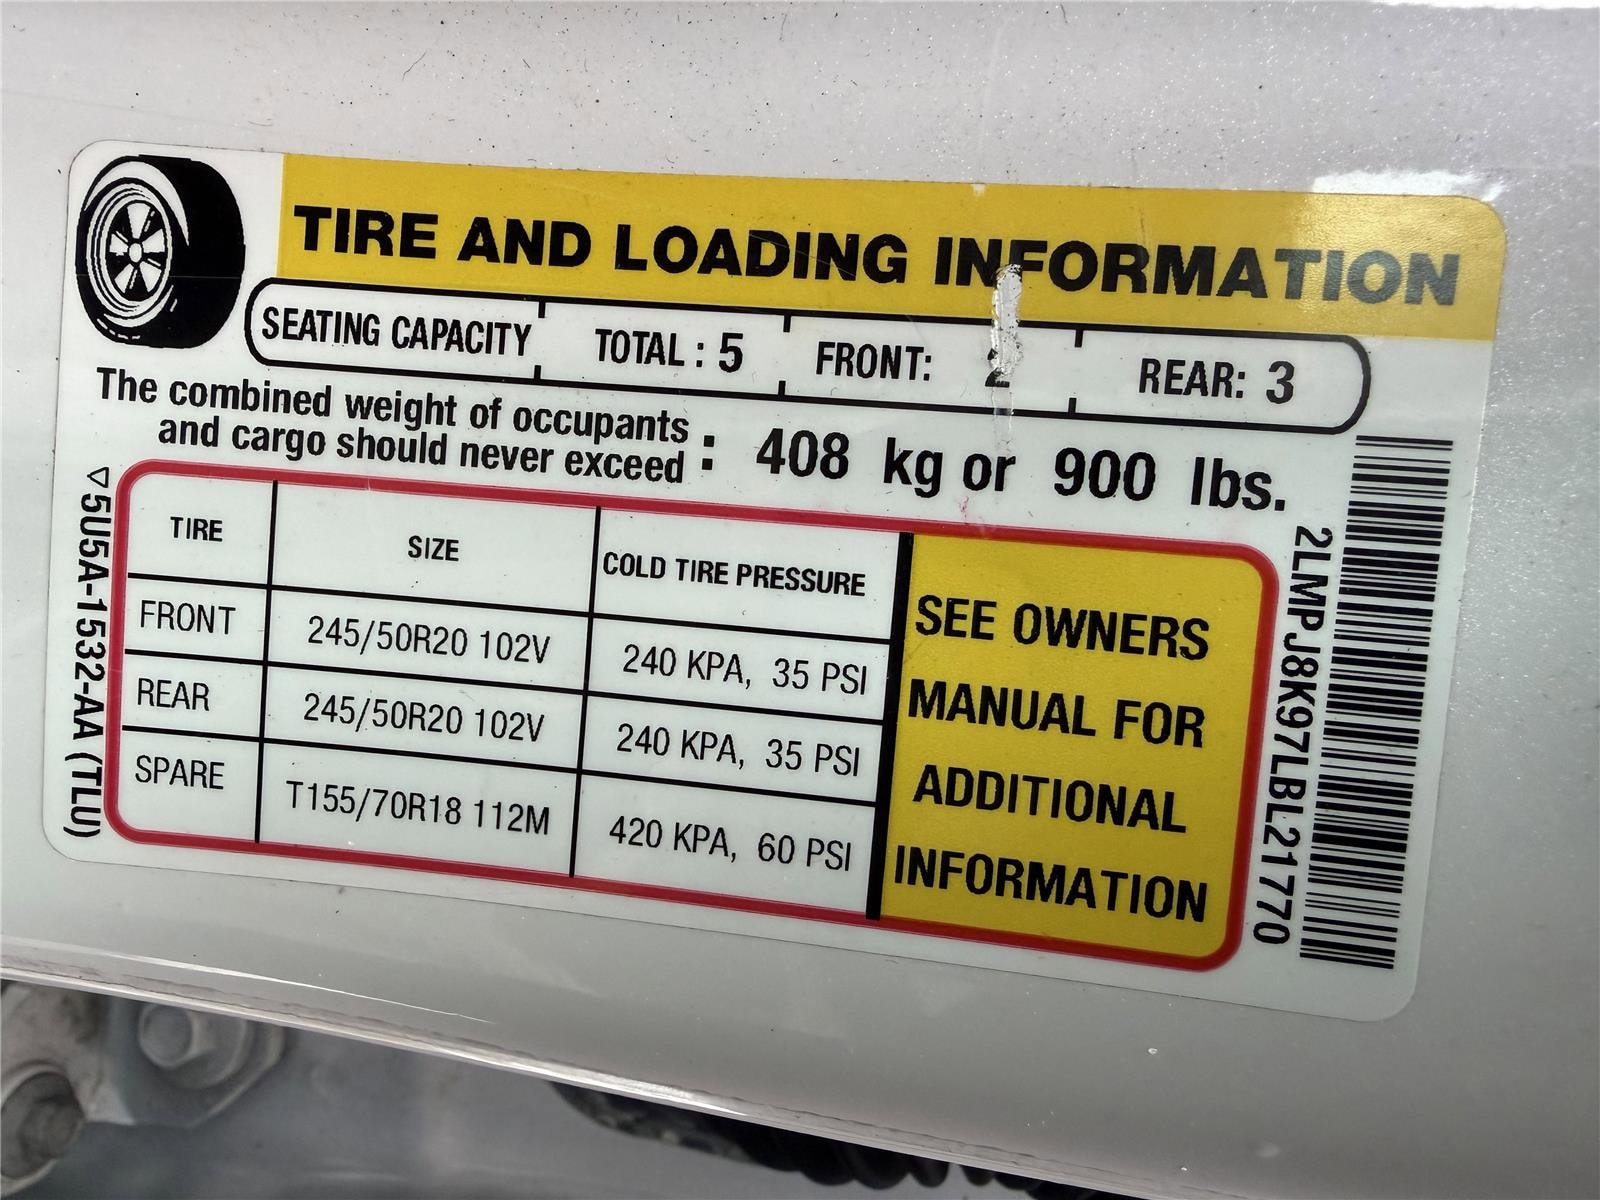 TIRE AND LOADING INFORMATION
SEATING CAPACITY TOTAL : 5 FRONT: 2 REAR: 3
The combined weight of occupants
and cargo should never exceed : 408 kg or 900 lbs.
TIRE SIZE COLD TIRE PRESSURE
FRONT 245/50R20 102V 240 KPA, 35 PSI
REAR 245/50R20 102V 240 KPA, 35 PSI
SPARE T155/70R18 112M 420 KPA, 60 PSI
SEE OWNERS
MANUAL FOR
ADDITIONAL
INFORMATION
5U5A-1532-AA (TLU)
2LMPJ8K97LBL21770